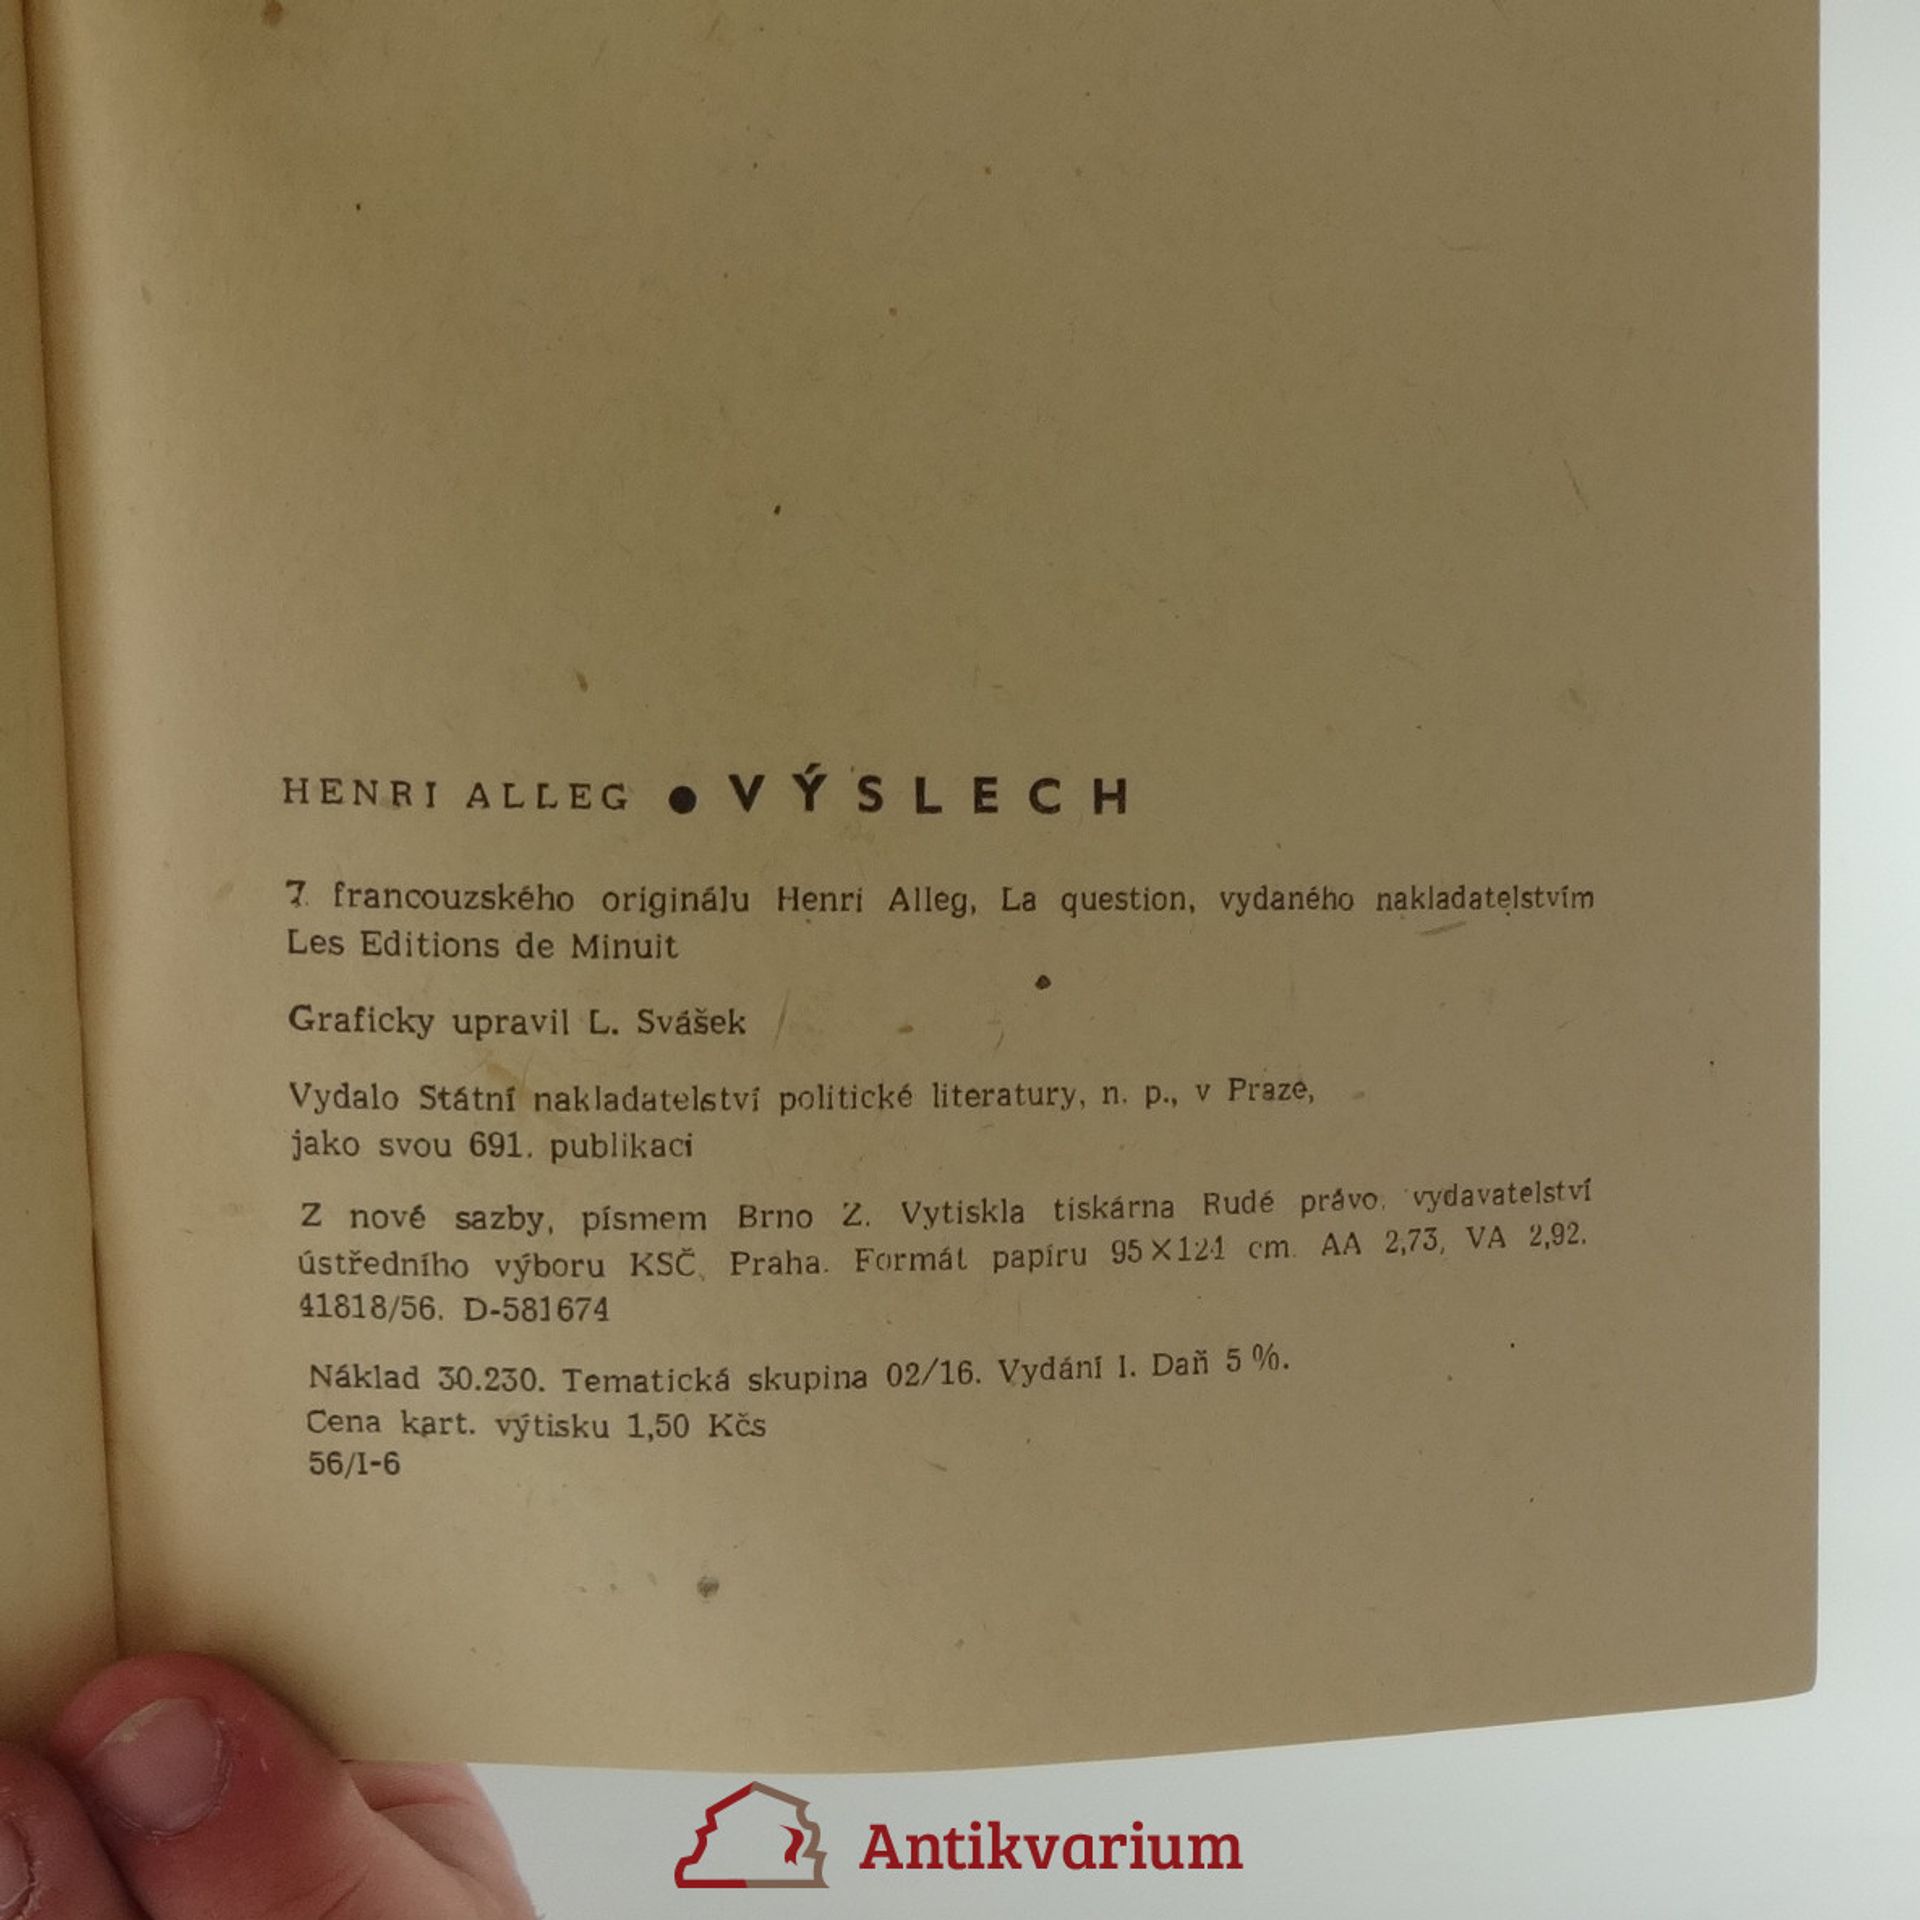 HENRI ALLEG ● VÝSLECH
Z francouzského originálu Henri Alleg, La question, vydaného nakladatelstvím
Les Editions de Minuit
Graficky upravil L. Svášek
Vydalo Státní nakladatelství politické literatury, n. p., v Praze,
jako svou 691. publikaci
Z nové sazby, písmem Brno Z. Vytiskla tiskárna Rudé právo, vydavatelství
ústředního výboru KSČ, Praha. Formát papíru 95×124 cm. AA 2,73, VA 2,92.
41818/56. D-581674
Náklad 30.230. Tematická skupina 02/16. Vydání I. Daň 5 %.
Cena kart. výtisku 1,50 Kčs
56/I-6
Antikvarium